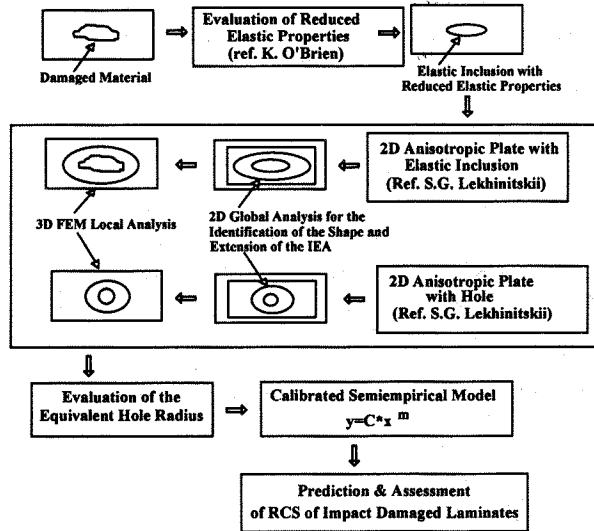 Evaluation of Reduced
Elastic Properties
(ref. K. O'Brien)
Damaged Material
Elastic Inclusion with
Reduced Elastic Properties
2D Anisotropic Plate with
Elastic Inclusion
(Ref. S.G. Lekhinitskii)
3D FEM Local Analysis
2D Global Analysis for the
Identification of the Shape and
Extension of the IEA
2D Anisotropic Plate
with Hole
(Ref. S.G. Lekhinitskii)
Evaluation of the
Equivalent Hole Radius
Calibrated Semiempirical Model
y=C*x m
Prediction & Assessment
of RCS of Impact Damaged Laminates